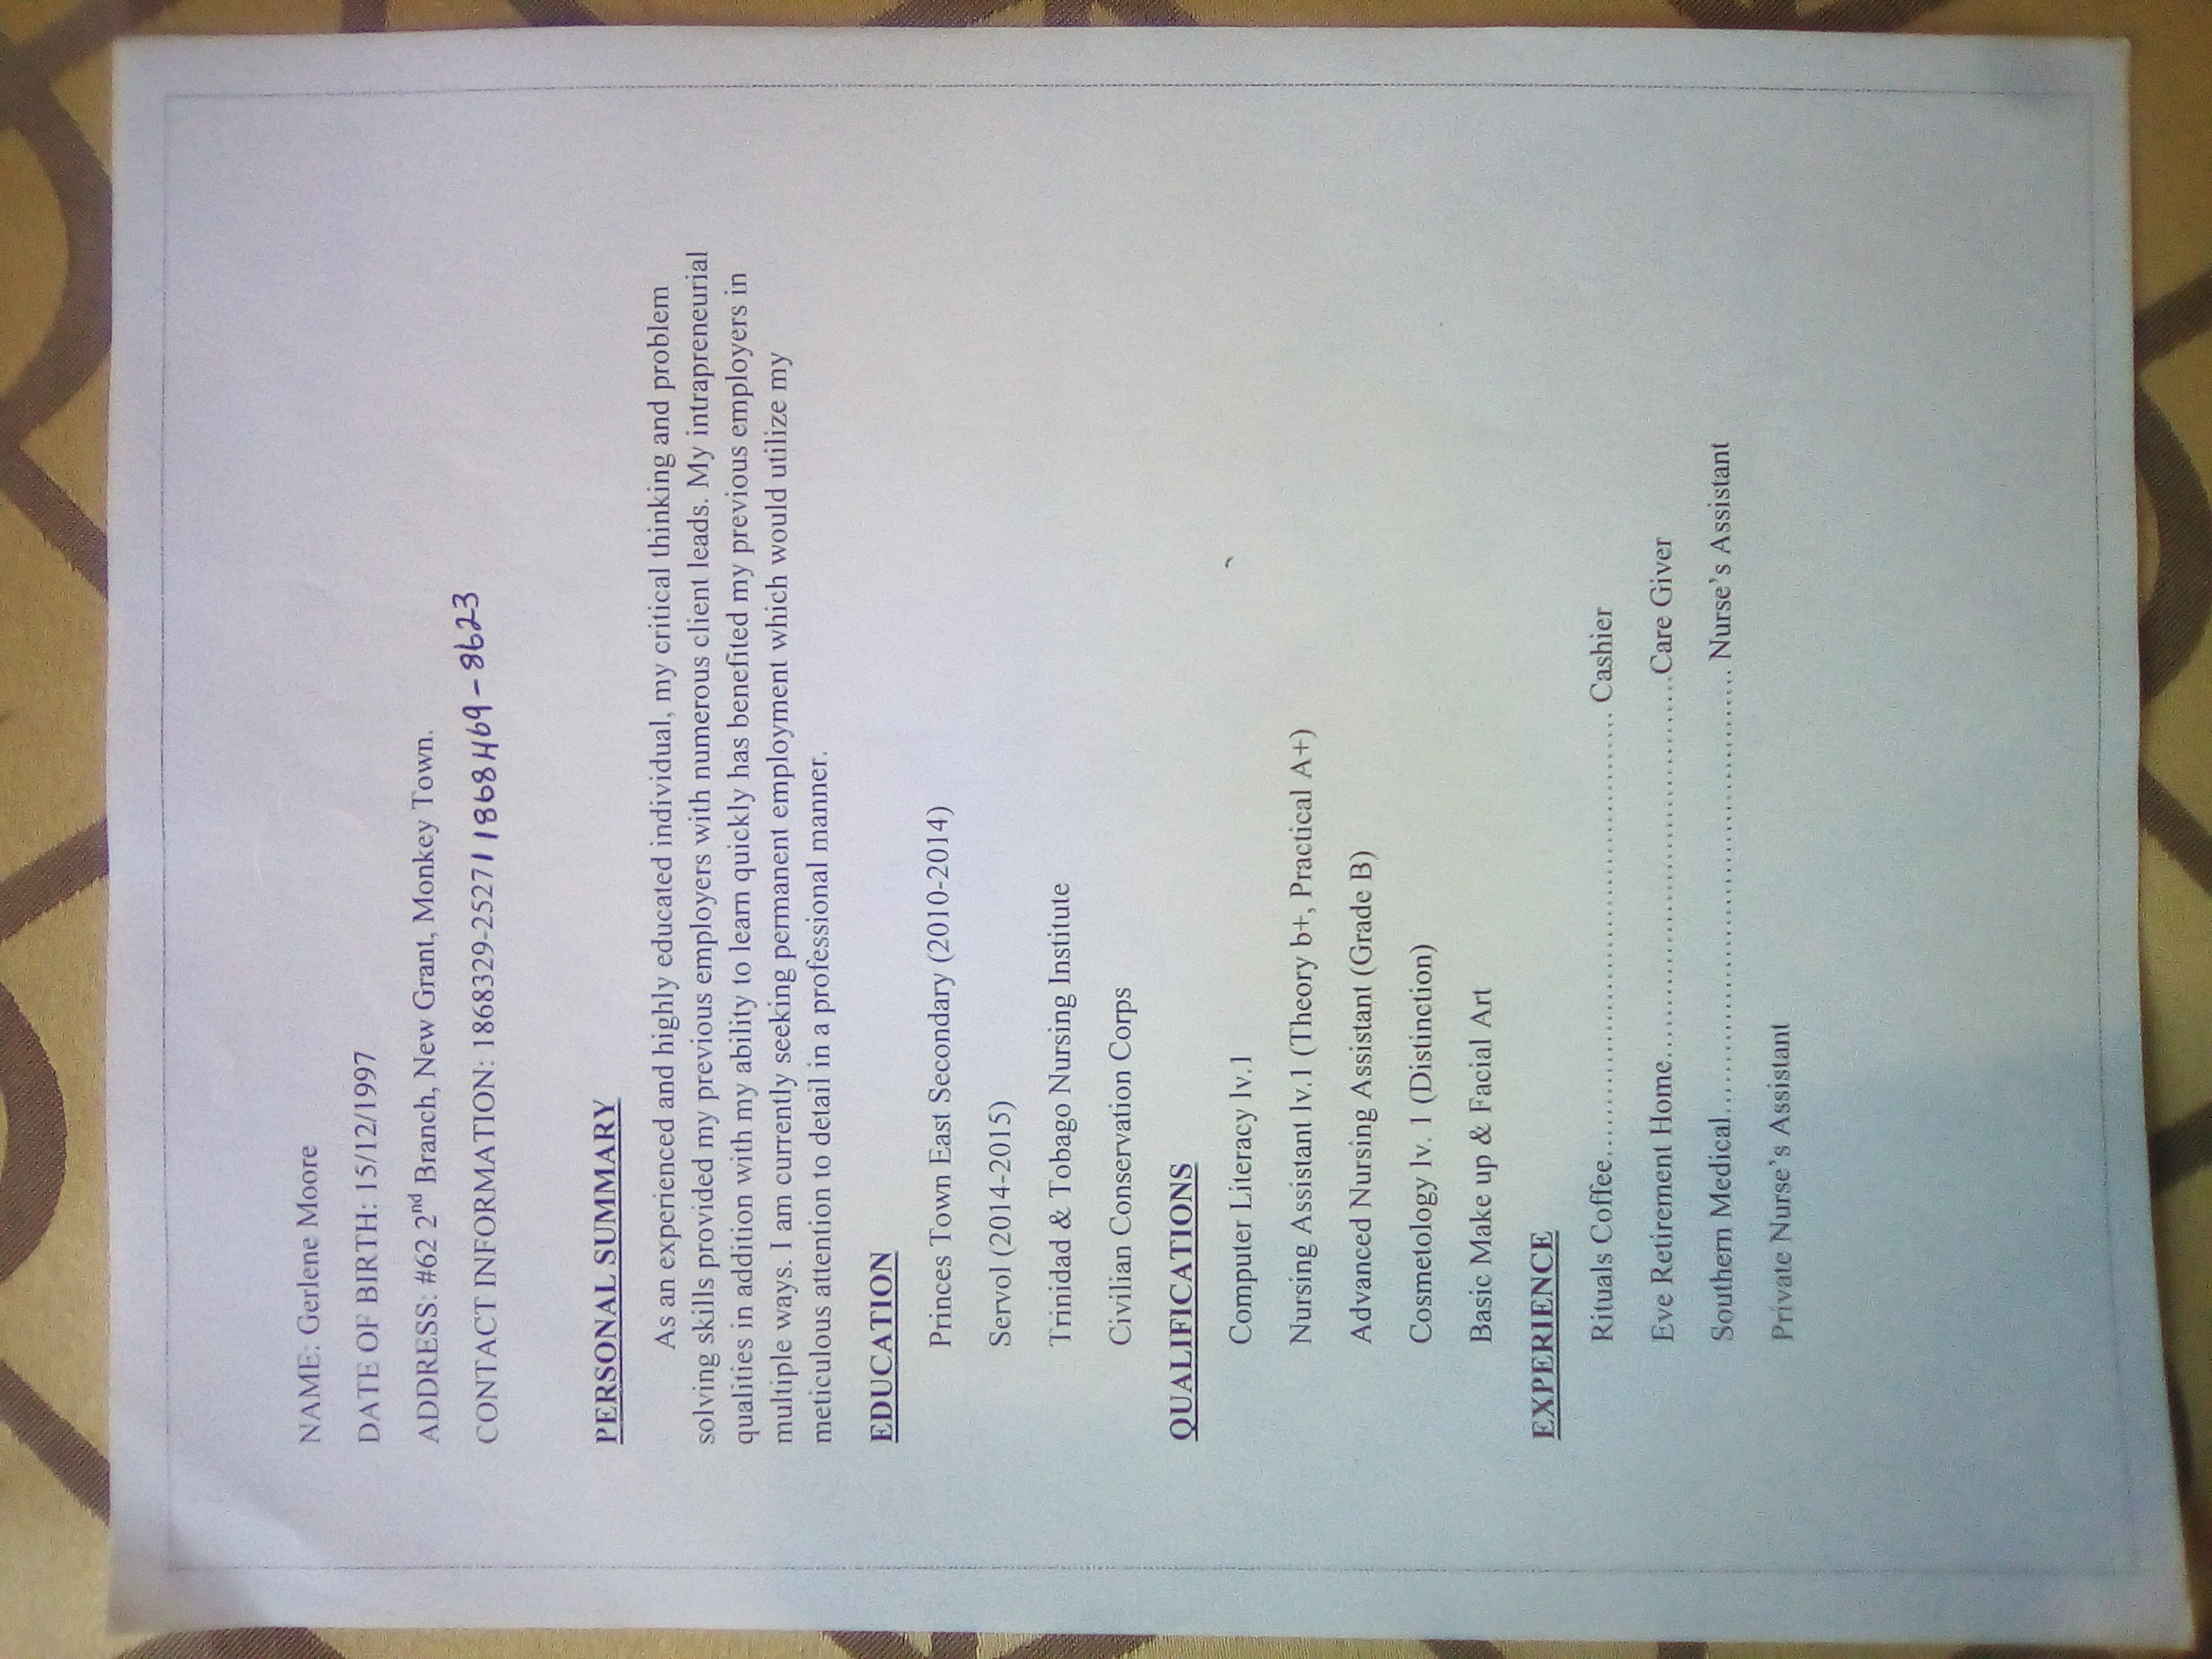 NAME: Gerlene Moore
DATE OF BIRTH: 15/12/1997
ADDRESS: #62 2nd Branch, New Grant, Monkey Town.
CONTACT INFORMATION: 1868329-2527 / 1868469-8623
PERSONAL SUMMARY
As an experienced and highly educated individual, my critical thinking and problem
solving skills provided my previous employers with numerous client leads. My intrapreneurial
qualities in addition with my ability to learn quickly has benefited my previous employers in
multiple ways. I am currently seeking permanent employment which would utilize my
meticulous attention to detail in a professional manner.
EDUCATION
Princes Town East Secondary (2010-2014)
Servol (2014-2015)
Trinidad & Tobago Nursing Institute
Civilian Conservation Corps
QUALIFICATIONS
Computer Literacy lv.1
Nursing Assistant lv.1 (Theory b+, Practical A+)
Advanced Nursing Assistant (Grade B)
Cosmetology lv. 1 (Distinction)
Basic Make up & Facial Art
EXPERIENCE
Rituals Coffee.................................................... Cashier
Eve Retirement Home............................................Care Giver
Southern Medical.................................................. Nurse's Assistant
Private Nurse's Assistant